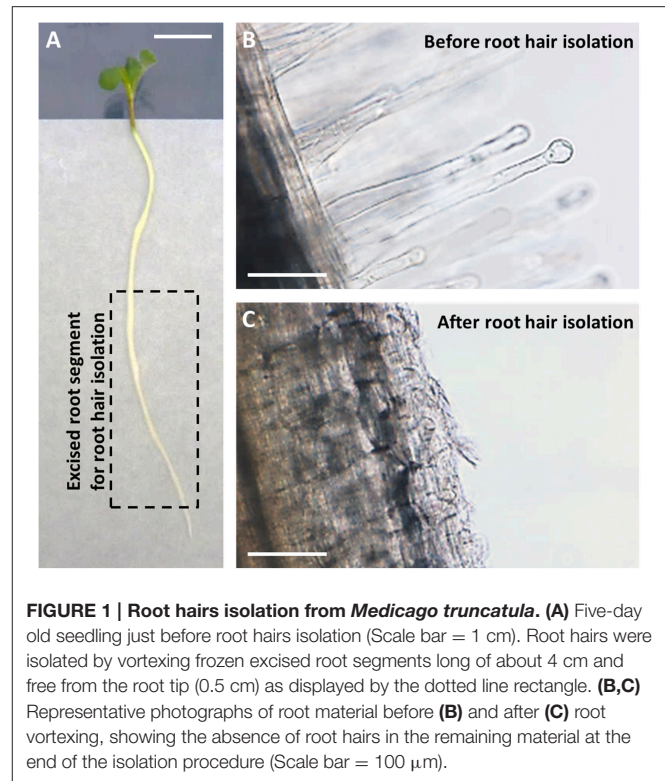 A
B
Before root hair isolation
Excised root segment
for root hair isolation
C
After root hair isolation
FIGURE 1 | Root hairs isolation from Medicago truncatula. (A) Five-day
old seedling just before root hairs isolation (Scale bar = 1 cm). Root hairs were
isolated by vortexing frozen excised root segments long of about 4 cm and
free from the root tip (0.5 cm) as displayed by the dotted line rectangle. (B,C)
Representative photographs of root material before (B) and after (C) root
vortexing, showing the absence of root hairs in the remaining material at the
end of the isolation procedure (Scale bar = 100 μm).